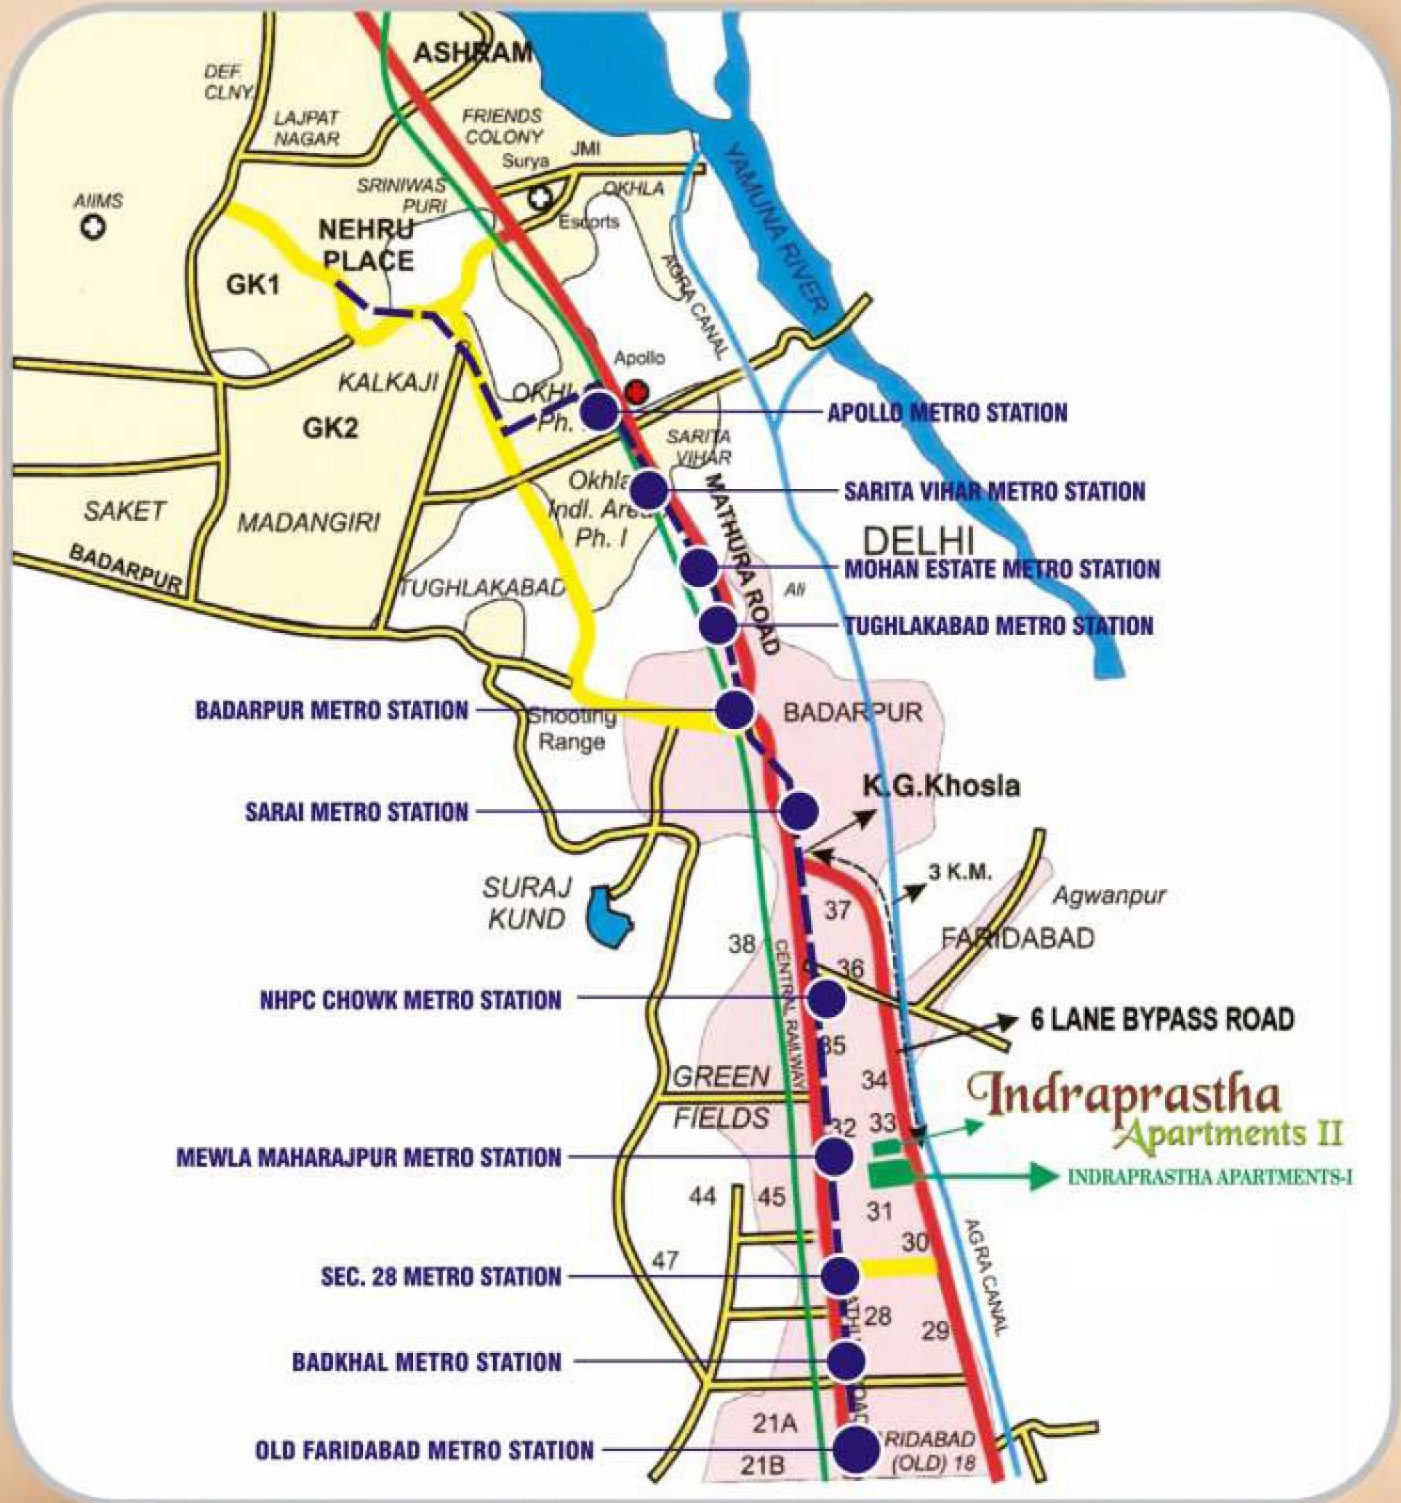 ASHRAM
DEF.
CLNY.
LAJPAT
NAGAR
FRIENDS
COLONY
Surya
JMI
SRINIWAS
PURI
OKHLA
AIIMS
Escorts
NEHRU
PLACE
GK1
YAMUNA RIVER
AGRA CANAL
Apollo
KALKAJI
OKHL
Ph.
APOLLO METRO STATION
GK2
SARITA
VIHAR
Okhla
Indl. Area
Ph. I
SARITA VIHAR METRO STATION
SAKET
MADANGIRI
MATHURA ROAD
DELHI
MOHAN ESTATE METRO STATION
BADARPUR
TUGHLAKABAD
Ali
TUGHLAKABAD METRO STATION
BADARPUR METRO STATION
Shooting
Range
BADARPUR
K.G.Khosla
SARAI METRO STATION
SURAJ
KUND
3 K.M.
Agwanpur
37
FARIDABAD
38
CENTRAL RAILWAY
36
NHPC CHOWK METRO STATION
6 LANE BYPASS ROAD
35
GREEN
FIELDS
34
Indraprastha
Apartments II
33
32
MEWLA MAHARAJPUR METRO STATION
INDRAPRASTHA APARTMENTS-I
44
45
31
30
AGRA CANAL
47
SEC. 28 METRO STATION
28
29
BADKHAL METRO STATION
21A
OLD FARIDABAD METRO STATION
RIDABAD
(OLD) 18
21B